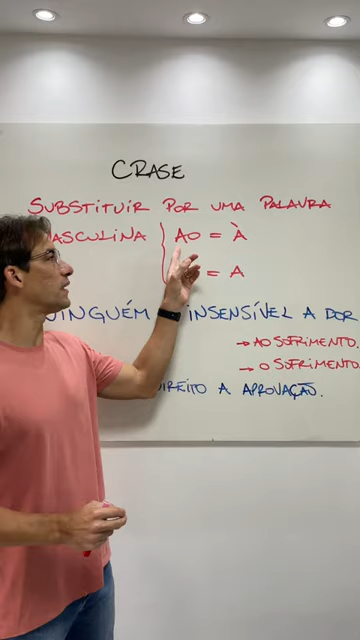 CRASE
SUBSTITUIR POR UMA PALAVRA
MASCULINA AO = À
= A
NINGUÉM INSENSÍVEL A DOR
→ AO SOFRIMENTO.
→ O SOFRIMENTO.
DIREITO A APROVAÇÃO.